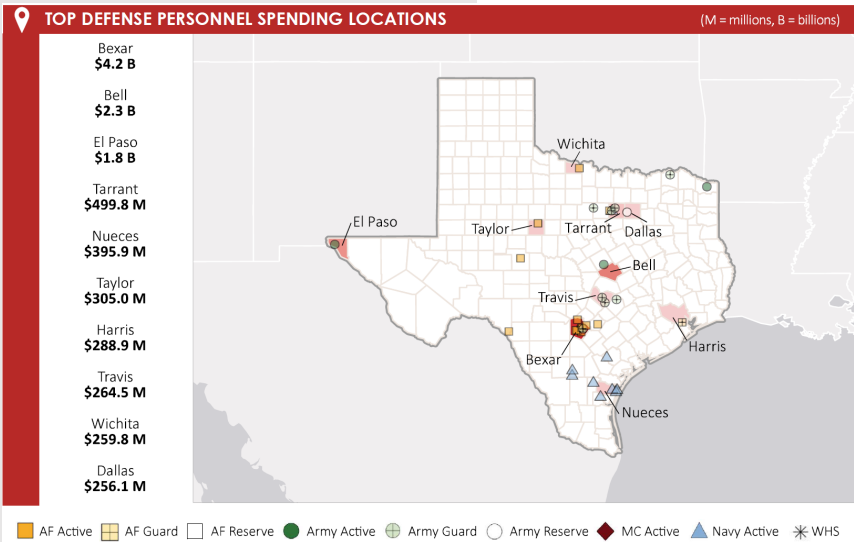 TOP DEFENSE PERSONNEL SPENDING LOCATIONS
(M = millions, B = billions)
Bexar
$4.2 B
Bell
$2.3 B
El Paso
$1.8 B
Tarrant
$499.8 M
Nueces
$395.9 M
Taylor
$305.0 M
Harris
$288.9 M
Travis
$264.5 M
Wichita
$259.8 M
Dallas
$256.1 M
Wichita
El Paso
Taylor
Tarrant
Dallas
Bell
Travis
Bexar
Harris
Nueces
AF Active
AF Guard
AF Reserve
Army Active
Army Guard
Army Reserve
MC Active
Navy Active
WHS